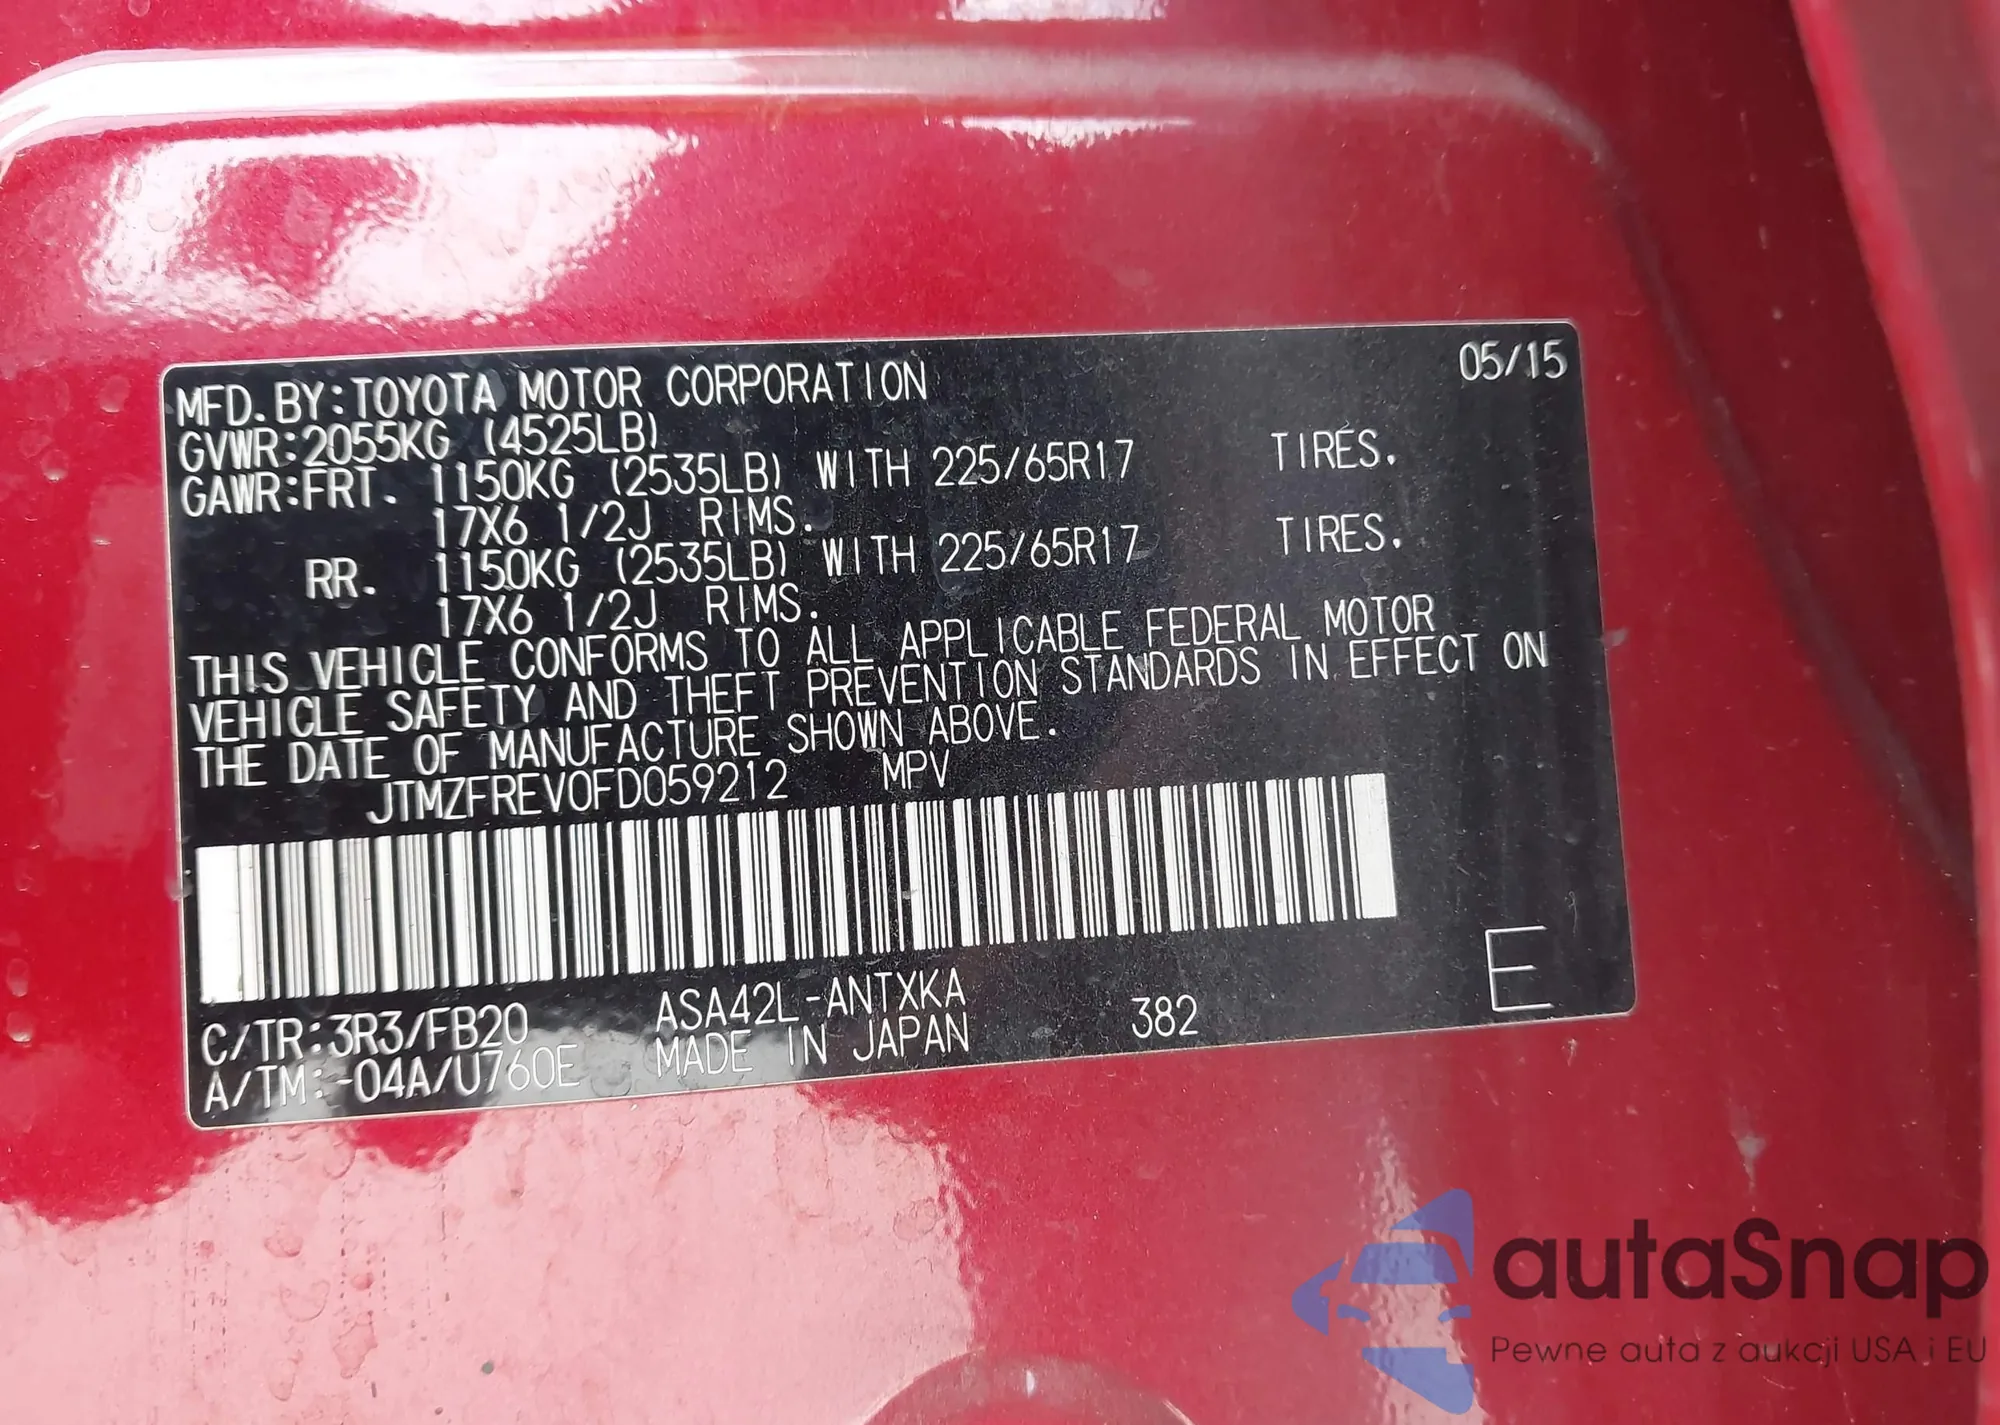 05/15
MFD.BY:TOYOTA MOTOR CORPORATION
GVWR:2055KG (4525LB)
GAWR:FRT. 1150KG (2535LB) WITH 225/65R17 TIRES.
17X6 1/2J RIMS.
RR. 1150KG (2535LB) WITH 225/65R17 TIRES.
17X6 1/2J RIMS.
THIS VEHICLE CONFORMS TO ALL APPLICABLE FEDERAL MOTOR
VEHICLE SAFETY AND THEFT PREVENTION STANDARDS IN EFFECT ON
THE DATE OF MANUFACTURE SHOWN ABOVE.
JTMZFREV0FD059212 MPV
C/TR:3R3/FB20 ASA42L-ANTXKA
A/TM:-04A/U760E MADE IN JAPAN 382 E
autaSnap
Pewne auta z aukcji USA i EU